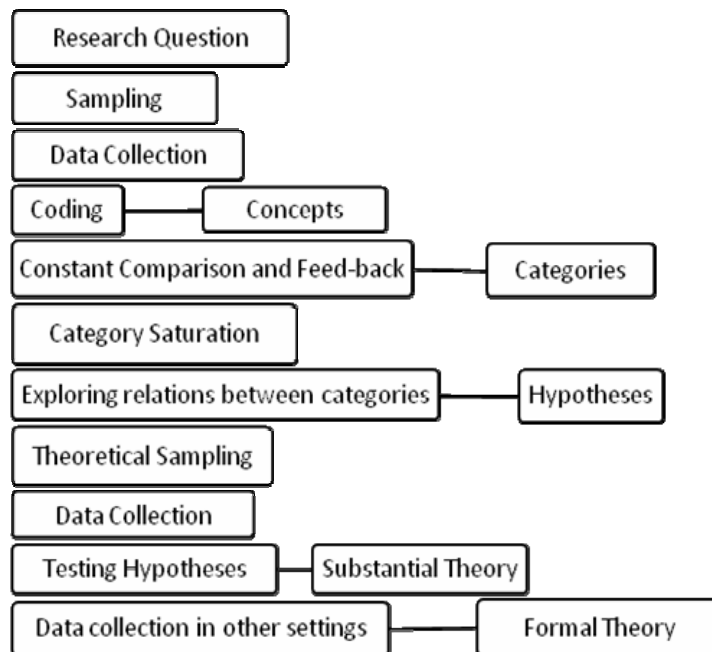 Research Question
Sampling
Data Collection
Coding
Concepts
Constant Comparison and Feed-back
Categories
Category Saturation
Exploring relations between categories
Hypotheses
Theoretical Sampling
Data Collection
Testing Hypotheses
Substantial Theory
Data collection in other settings
Formal Theory